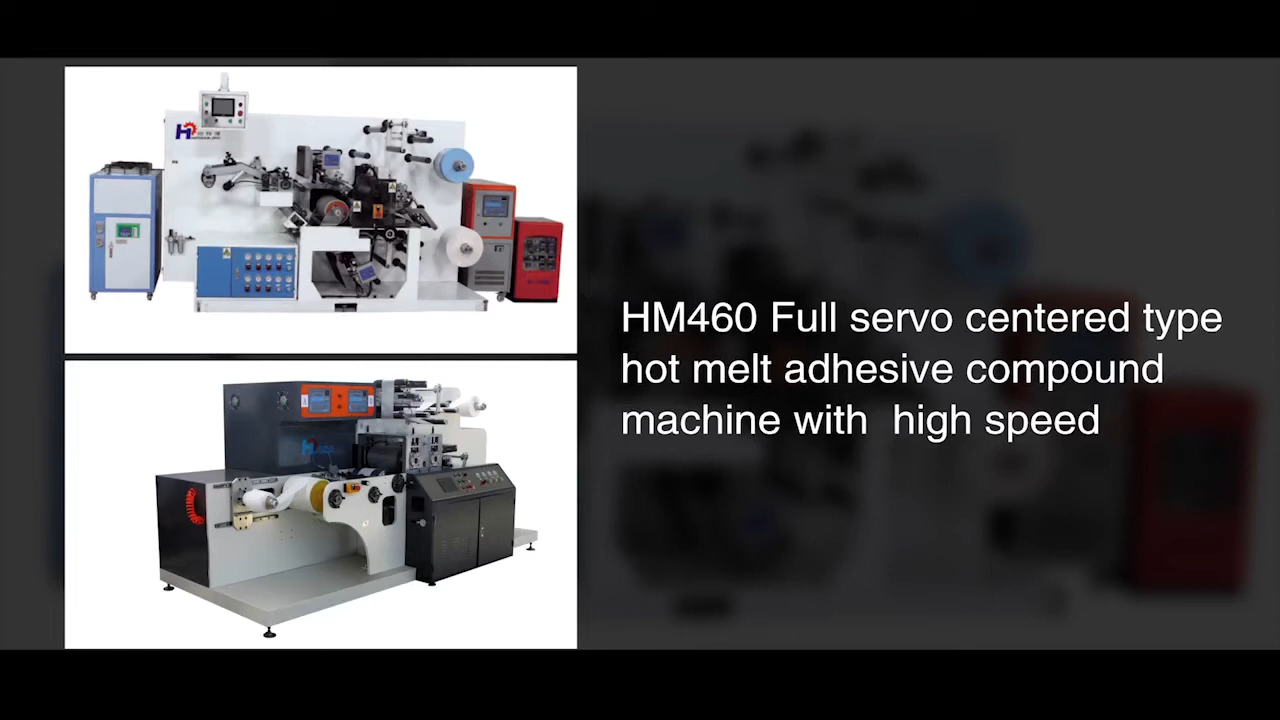 HM460 Full servo centered type
hot melt adhesive compound
machine with  high speed